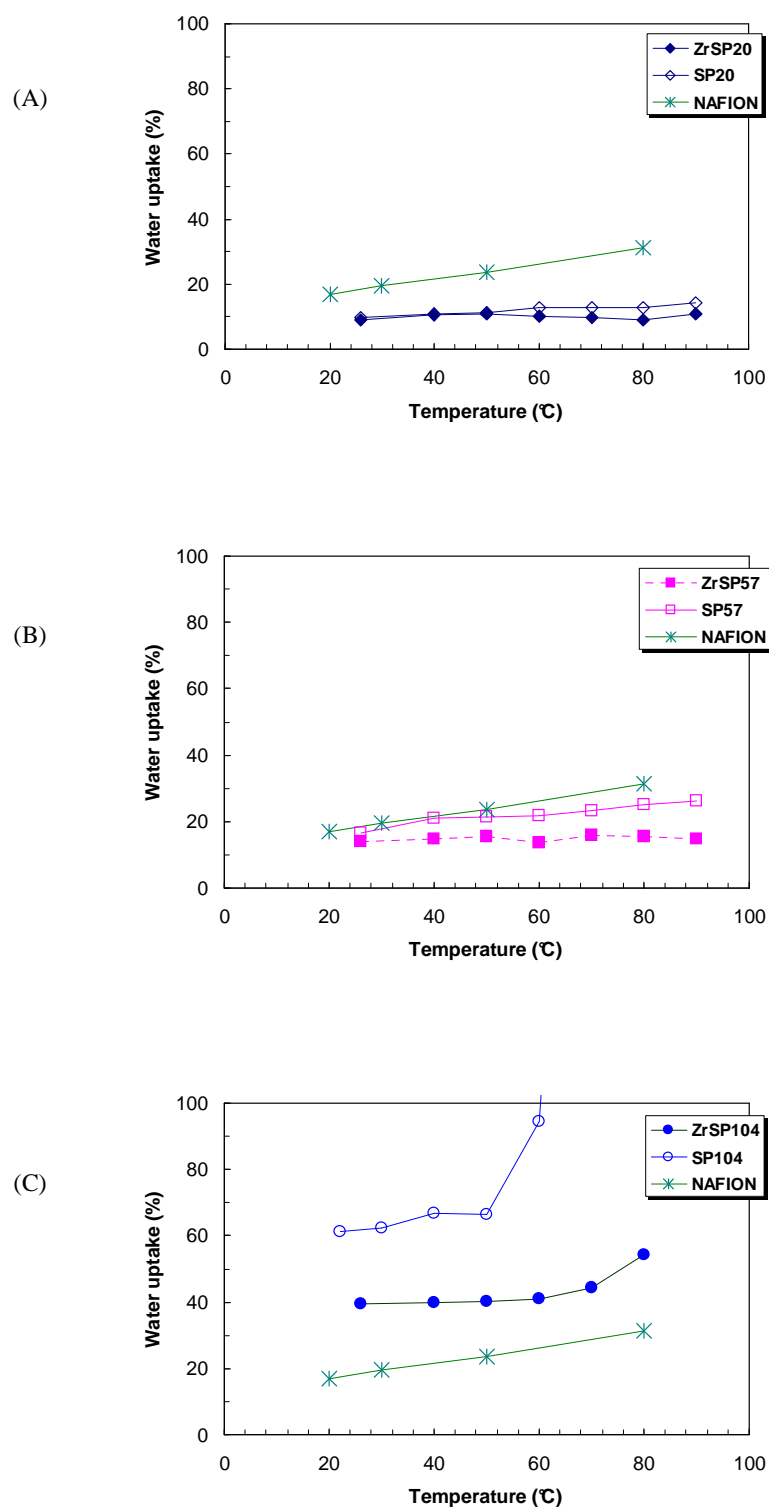 (A)
Water uptake (%)
100
80
60
40
20
0
0 20 40 60 80 100
Temperature (°C)
ZrSP20
SP20
NAFION
(B)
Water uptake (%)
100
80
60
40
20
0
0 20 40 60 80 100
Temperature (°C)
ZrSP57
SP57
NAFION
(C)
Water uptake (%)
100
80
60
40
20
0
0 20 40 60 80 100
Temperature (°C)
ZrSP104
SP104
NAFION